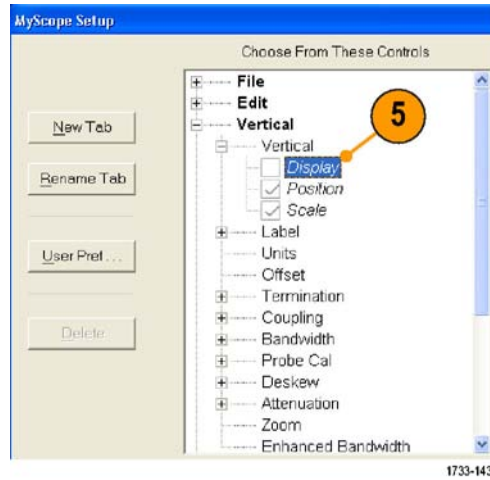 MyScope Setup
Choose From These Controls
File
Edit
Vertical
5
New Tab
Vertical
Display
Rename Tab
Position
Scale
Label
User Pref...
Units
Offset
Termination
Delete
Coupling
Bandwidth
Probe Cal
Deskew
Attenuation
Zoom
Enhanced Bandwidth
1733-143